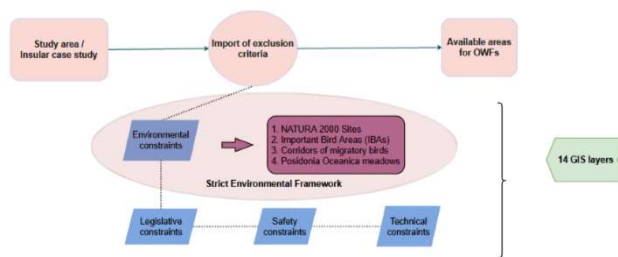 Study area /
Insular case study
Import of exclusion
criteria
Available areas
for OWFs
Environmental
constraints
1. NATURA 2000 Sites
2. Important Bird Areas (IBAs)
3. Corridors of migratory birds
4. Posidonia Oceanica meadows
Strict Environmental Framework
14 GIS layers
Legislative
constraints
Safety
constraints
Technical
constraints